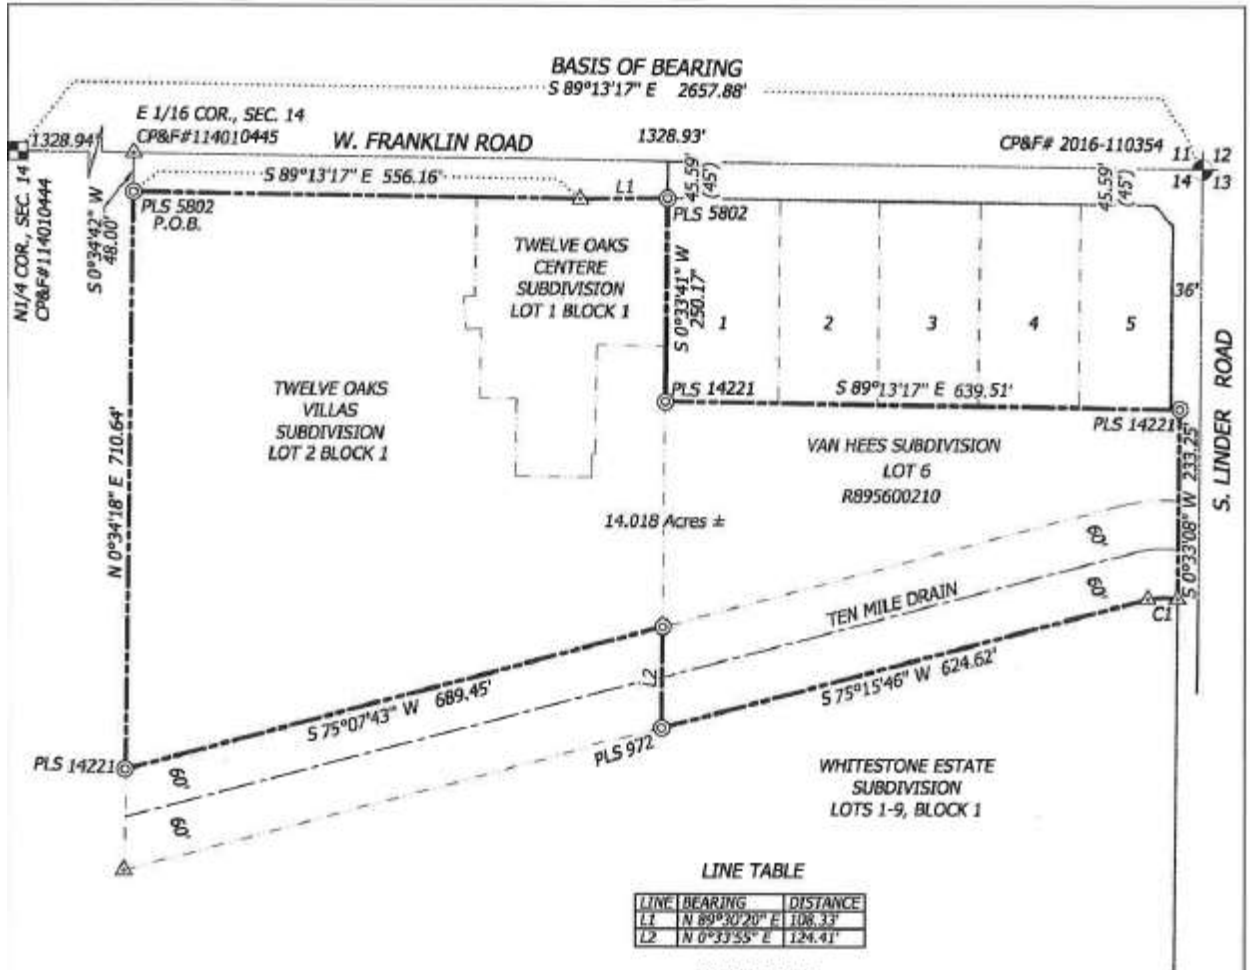 BASIS OF BEARING
S 89°13'17" E 2657.88'
E 1/16 COR., SEC. 14
CP&F#114010445
1328.94'
W. FRANKLIN ROAD
1328.93'
CP&F# 2016-110354
11 12
14 13
N1/4 COR., SEC. 14
CP&F#114010444
S 0°34'42" W
48.00'
S 89°13'17" E 556.16'
L1
45.59'
(45')
45.59'
(45')
PLS 5802
P.O.B.
PLS 5802
TWELVE OAKS
CENTERE
SUBDIVISION
LOT 1 BLOCK 1
S 0°33'41" W
250.17'
1
2
3
4
5
36'
S. LINDER ROAD
TWELVE OAKS
VILLAS
SUBDIVISION
LOT 2 BLOCK 1
PLS 14221
S 89°13'17" E 639.51'
PLS 14221
N 0°34'18" E 710.64'
VAN HEES SUBDIVISION
LOT 6
R895600210
S 0°33'08" W 233.25'
14.018 Acres ±
60'
60'
TEN MILE DRAIN
C1
L2
S 75°07'43" W 689.45'
S 75°15'46" W 624.62'
PLS 14221
60'
60'
PLS 972
WHITESTONE ESTATE
SUBDIVISION
LOTS 1-9, BLOCK 1
LINE TABLE
LINE BEARING DISTANCE
L1 N 89°30'20" E 108.33'
L2 N 0°33'55" E 124.41'